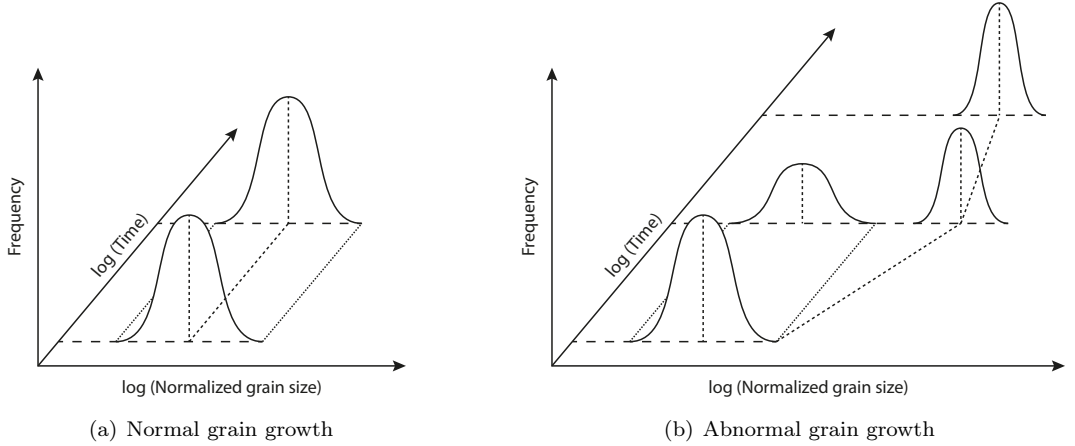 Frequency
log (Time)
log (Normalized grain size)
(a) Normal grain growth
Frequency
log (Time)
log (Normalized grain size)
(b) Abnormal grain growth